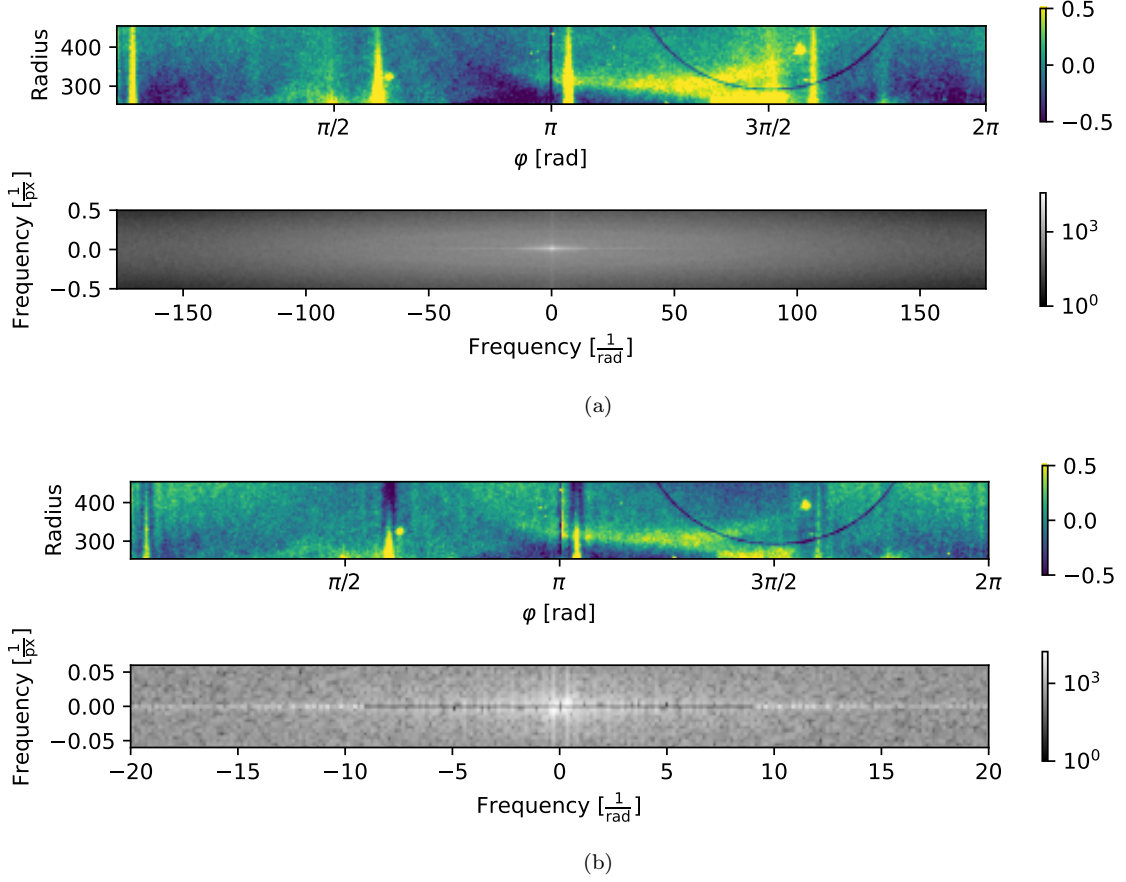 0.5
0.0
−0.5
Radius
400
300
π/2
π
3π/2
2π
φ [rad]
Frequency [1/px]
0.5
0.0
−0.5
10³
10⁰
−150
−100
−50
0
50
100
150
Frequency [1/rad]
(a)
0.5
0.0
−0.5
Radius
400
300
π/2
π
3π/2
2π
φ [rad]
Frequency [1/px]
0.05
0.00
−0.05
10³
10⁰
−20
−15
−10
−5
0
5
10
15
20
Frequency [1/rad]
(b)